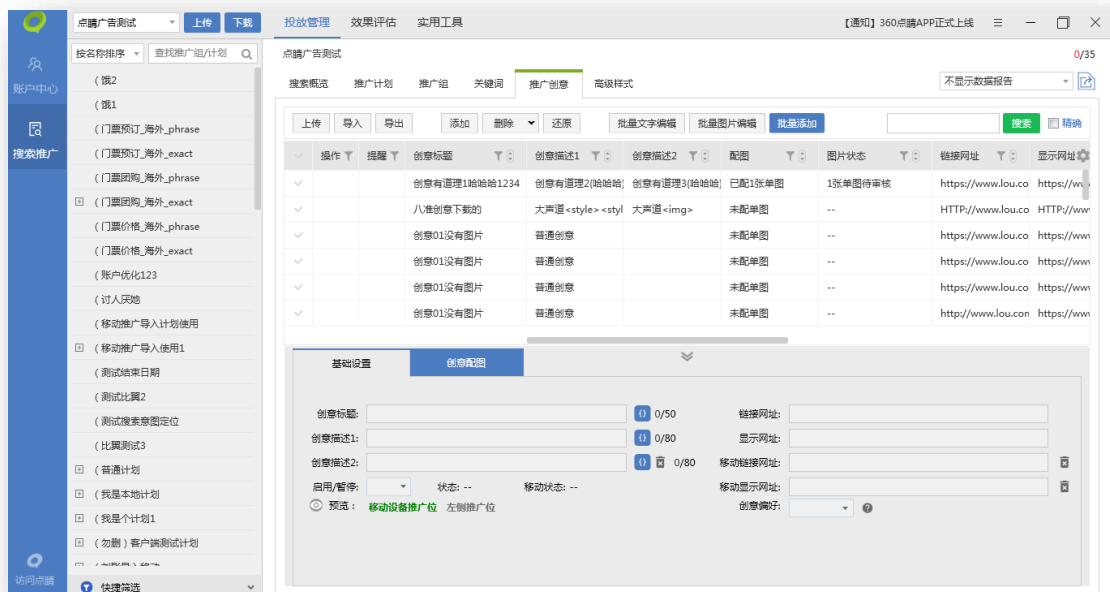 点睛广告测试 上传 下载 投放管理 效果评估 实用工具 【通知】360点睛APP正式上线
按名称排序 查找推广组/计划 点睛广告测试 0/35
账户中心
搜索推广
访问点睛
( 饿2
( 饿1
( 门票预订_海外_phrase
( 门票预订_海外_exact
( 门票团购_海外_phrase
( 门票团购_海外_exact
( 门票价格_海外_phrase
( 门票价格_海外_exact
( 账户优化123
( 讨人厌她
( 移动推广导入计划使用
( 移动推广导入使用1
( 测试结束日期
( 测试比翼2
( 测试搜索意图定位
( 比翼测试3
( 普通计划
( 我是本地计划
( 我是个计划1
( 勿删 ) 客户端测试计划
快捷筛选
搜索概览 推广计划 推广组 关键词 推广创意 高级样式 不显示数据报告
上传 导入 导出 添加 删除 还原 批量文字编辑 批量图片编辑 批量添加 搜索 精确
操作 提醒 创意标题 创意描述1 创意描述2 配图 图片状态 链接网址 显示网址
创意有道理1哈哈哈1234 创意有道理2(哈哈哈) 创意有道理3(哈哈哈) 已配1张单图 1张单图待审核 https://www.lou.co https://ww
八准创意下载的 大声道<style><styl 大声道<img> 未配单图 -- HTTP://www.lou.co HTTP://ww
创意01没有图片 普通创意 未配单图 -- https://www.lou.co https://ww
创意01没有图片 普通创意 未配单图 -- https://www.lou.co https://ww
创意01没有图片 普通创意 未配单图 -- https://www.lou.co https://ww
创意01没有图片 普通创意 未配单图 -- http://www.lou.con https://ww
基础设置 创意配图
创意标题: 0/50 链接网址:
创意描述1: 0/80 显示网址:
创意描述2: 0/80 移动链接网址:
启用/暂停: 状态: -- 移动状态: -- 移动显示网址:
预览： 移动设备推广位 左侧推广位 创意偏好: